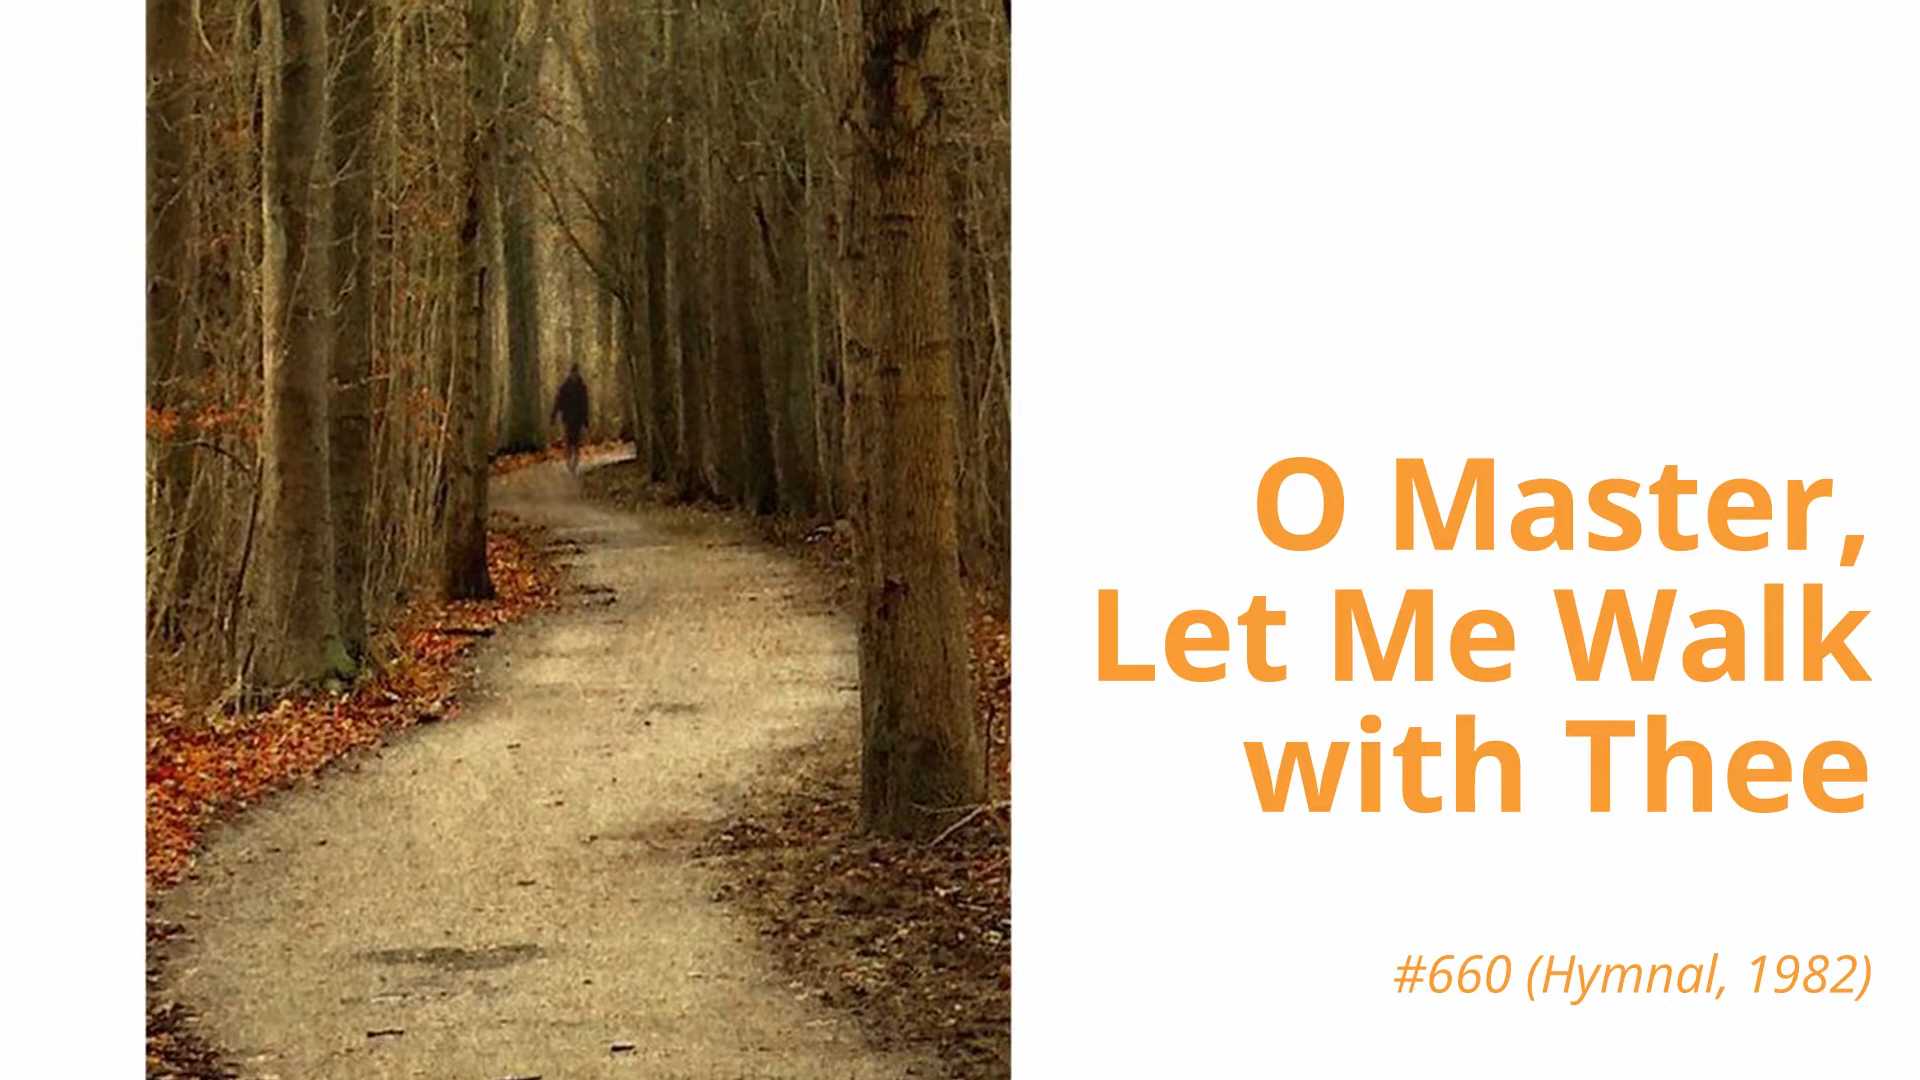 O Master,
Let Me Walk
with Thee
#660 (Hymnal, 1982)